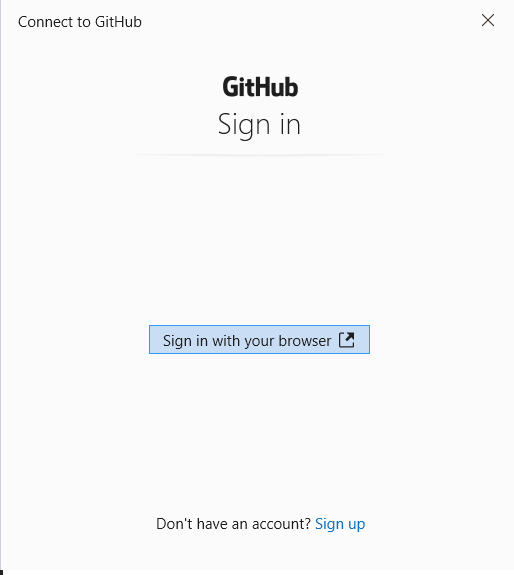 Connect to GitHub
GitHub
Sign in
Sign in with your browser
Don't have an account? Sign up